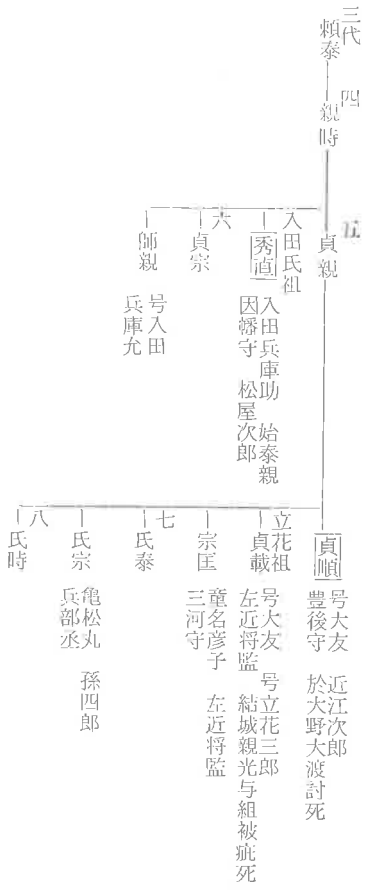 三代
頼泰
四
親時
五
貞親
入田氏祖
秀直
入田兵庫助 始泰親
因幡守 松屋次郎
六
貞宗
師親
号入田
兵庫允
貞順
号大友 近江次郎
豊後守 於大野大渡討死
立花祖
貞載
号大友 号立花三郎
左近将監 結城親光与組被疵死
宗匡
童名彦子 左近将監
三河守
七
氏泰
氏宗
亀松丸 孫四郎
兵部丞
八
氏時